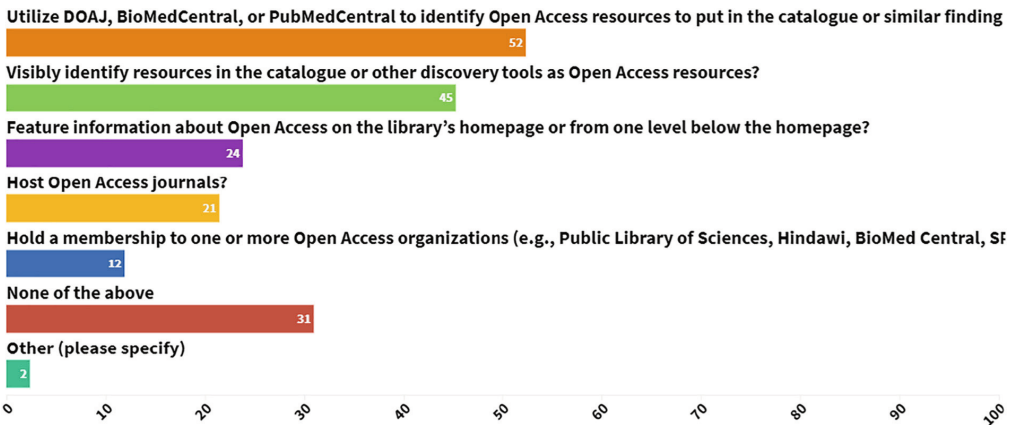 Utilize DOAJ, BioMedCentral, or PubMedCentral to identify Open Access resources to put in the catalogue or similar finding
52
Visibly identify resources in the catalogue or other discovery tools as Open Access resources?
45
Feature information about Open Access on the library's homepage or from one level below the homepage?
24
Host Open Access journals?
21
Hold a membership to one or more Open Access organizations (e.g., Public Library of Sciences, Hindawi, BioMed Central,
12
None of the above
31
Other (please specify)
2
0 10 20 30 40 50 60 70 80 90 100